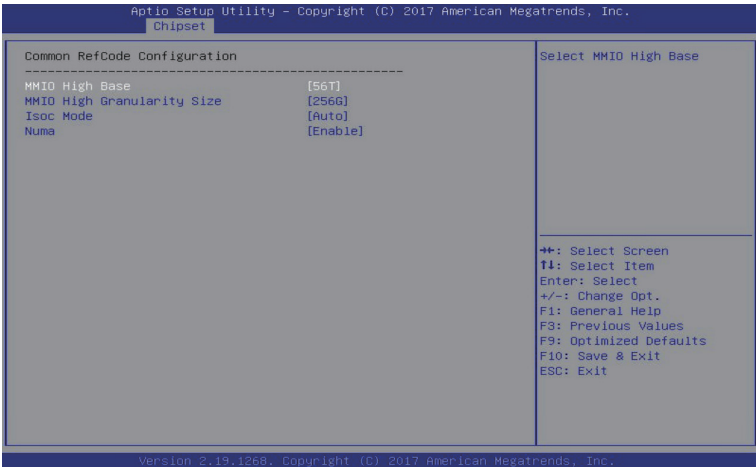 Aptio Setup Utility – Copyright (C) 2017 American Megatrends, Inc.
Chipset
Common RefCode Configuration
--------------------------------------------------
MMIO High Base [56T]
MMIO High Granularity Size [256G]
Isoc Mode [Auto]
Numa [Enable]
Select MMIO High Base
→←: Select Screen
↑↓: Select Item
Enter: Select
+/-: Change Opt.
F1: General Help
F3: Previous Values
F9: Optimized Defaults
F10: Save & Exit
ESC: Exit
Version 2.19.1268. Copyright (C) 2017 American Megatrends, Inc.